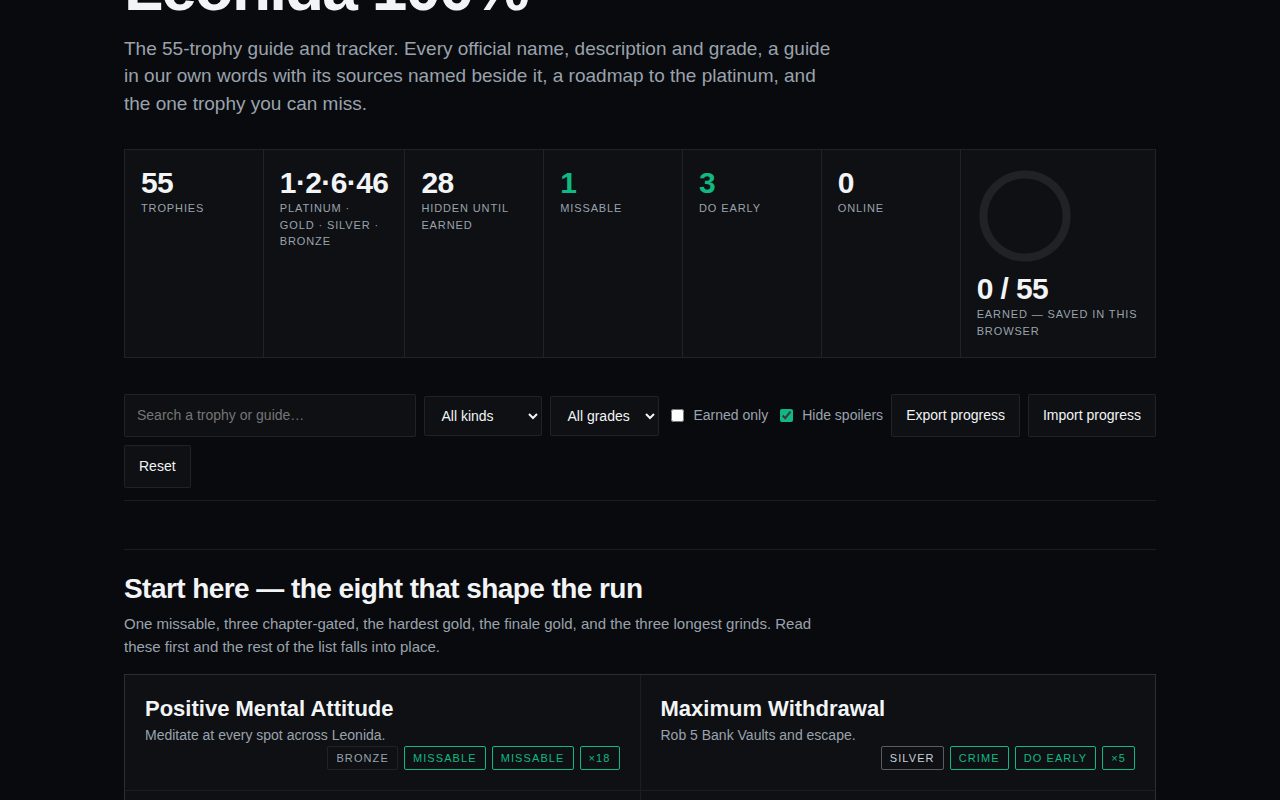 Leonida 100%
The 55-trophy guide and tracker. Every official name, description and grade, a guide
in our own words with its sources named beside it, a roadmap to the platinum, and
the one trophy you can miss.
55
TROPHIES
1·2·6·46
PLATINUM ·
GOLD · SILVER ·
BRONZE
28
HIDDEN UNTIL
EARNED
1
MISSABLE
3
DO EARLY
0
ONLINE
0 / 55
EARNED — SAVED IN THIS
BROWSER
Search a trophy or guide…
All kinds
All grades
Earned only
Hide spoilers
Export progress
Import progress
Reset
Start here — the eight that shape the run
One missable, three chapter-gated, the hardest gold, the finale gold, and the three longest grinds. Read
these first and the rest of the list falls into place.
Positive Mental Attitude
Meditate at every spot across Leonida.
BRONZE
MISSABLE
MISSABLE
×18
Maximum Withdrawal
Rob 5 Bank Vaults and escape.
SILVER
CRIME
DO EARLY
×5